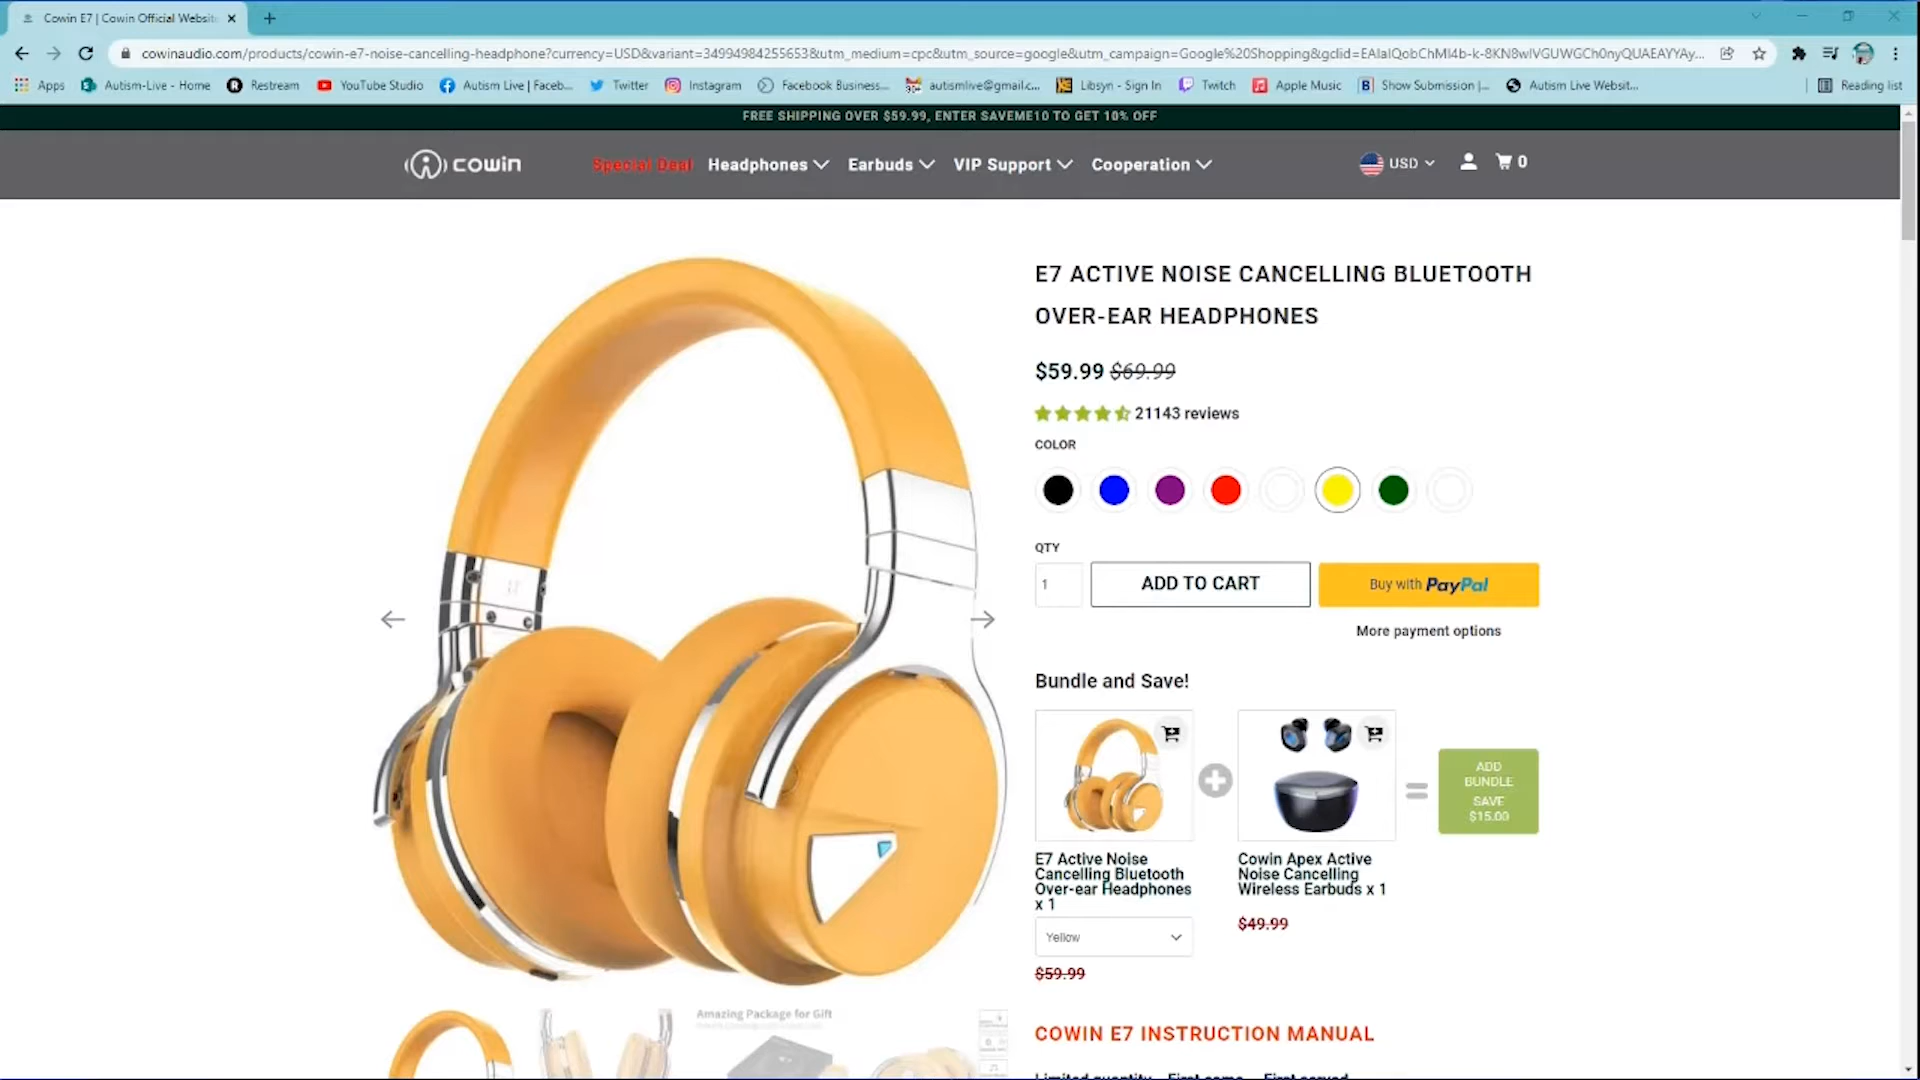 Cowin E7 | Cowin Official Website
cowinaudio.com/products/cowin-e7-noise-cancelling-headphone?currency=USD&variant=34994984255653&utm_medium=cpc&utm_source=google&utm_campaign=Google%20Shopping&gclid=
Apps
Autism-Live - Home
Restream
YouTube Studio
Autism Live | Faceb...
Twitter
Instagram
Facebook Business...
autismlive@gmail.c...
Libsyn - Sign In
Twitch
Apple Music
Show Submission |...
Autism Live Websit...
Reading list
FREE SHIPPING OVER $59.99, ENTER SAVEME10 TO GET 10% OFF
cowin
Special Deal
Headphones
Earbuds
VIP Support
Cooperation
USD
0
E7 ACTIVE NOISE CANCELLING BLUETOOTH
OVER-EAR HEADPHONES
$59.99 $69.99
21143 reviews
COLOR
QTY
1
ADD TO CART
Buy with PayPal
More payment options
Bundle and Save!
ADD
BUNDLE
SAVE
$15.00
E7 Active Noise
Cancelling Bluetooth
Over-ear Headphones
x 1
Yellow
$59.99
Cowin Apex Active
Noise Cancelling
Wireless Earbuds x 1
$49.99
Amazing Package for Gift
COWIN E7 INSTRUCTION MANUAL
Limited quantity
First come
First served